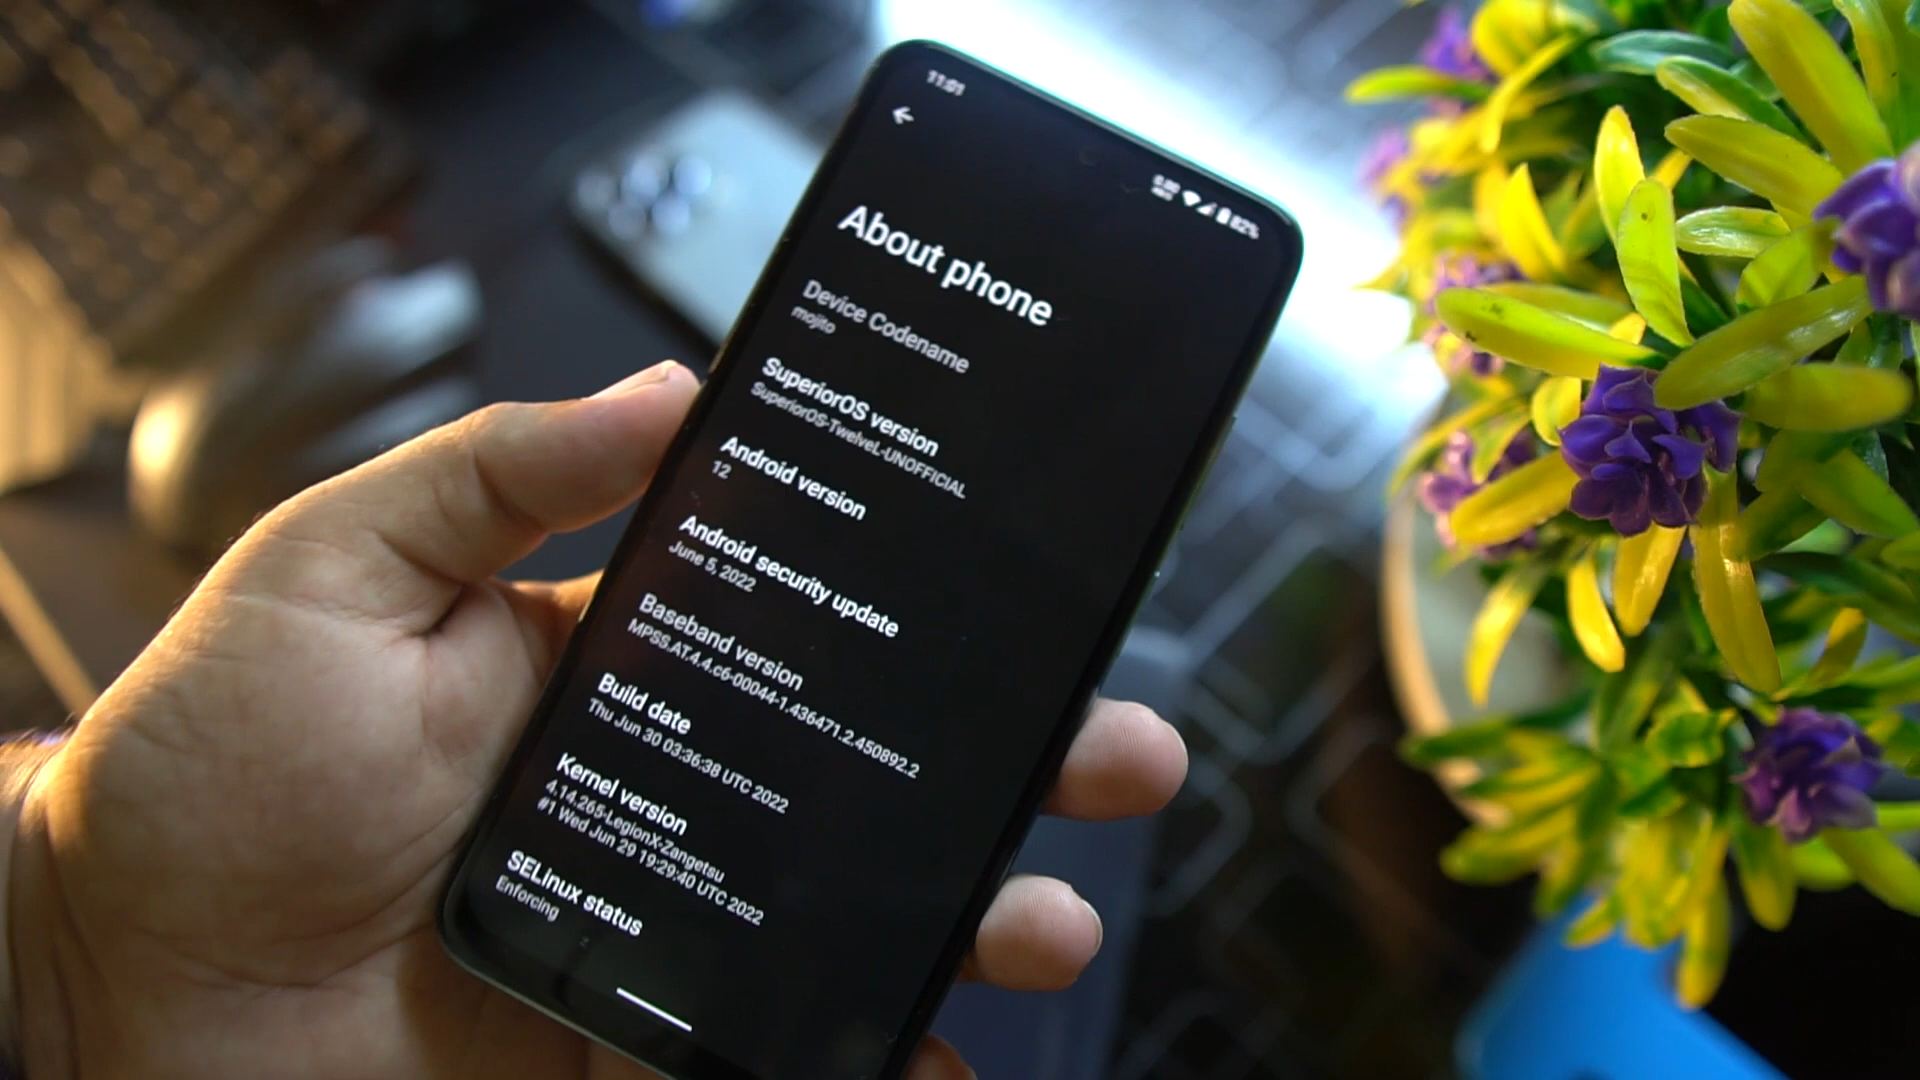 11:01
82%
About phone
Device Codename
mojito
SuperiorOS version
SuperiorOS-TwelveL-UNOFFICIAL
Android version
12
Android security update
June 5, 2022
Baseband version
MPSS.AT.4.4.c6-00044-1.436471.2.450892.2
Build date
Thu Jun 30 03:36:38 UTC 2022
Kernel version
4.14.265-LegionX-Zangetsu
#1 Wed Jun 29 19:29:40 UTC 2022
SELinux status
Enforcing